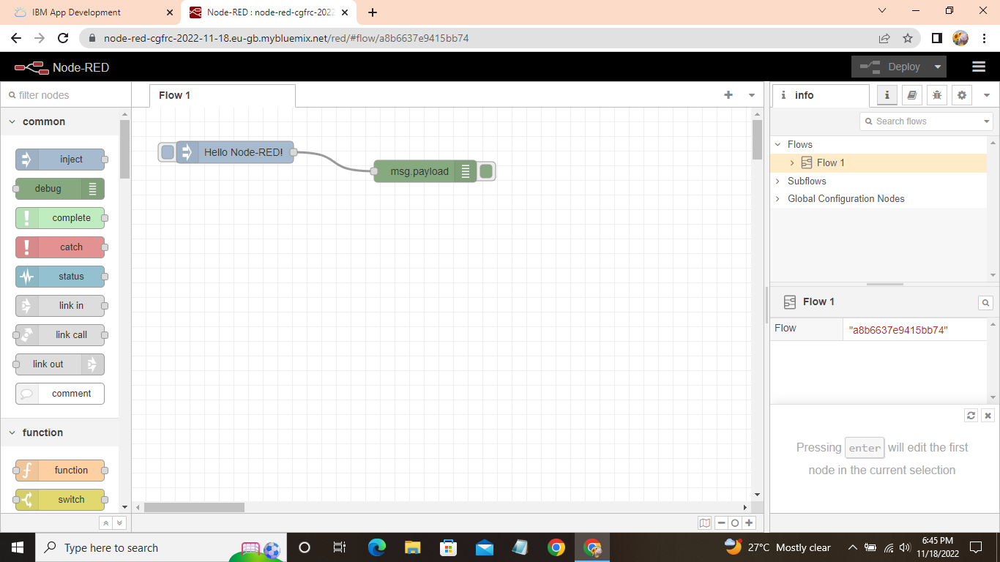 IBM App Development
Node-RED : node-red-cgfrc-2022
node-red-cgfrc-2022-11-18.eu-gb.mybluemix.net/red/#flow/a8b6637e9415bb74
Node-RED
Deploy
filter nodes
Flow 1
info
Search flows
common
inject
debug
complete
catch
status
link in
link call
link out
comment
function
function
switch
Hello Node-RED!
msg.payload
Flows
Flow 1
Subflows
Global Configuration Nodes
Flow 1
Flow "a8b6637e9415bb74"
Pressing enter will edit the first
node in the current selection
Type here to search
27°C Mostly clear
6:45 PM
11/18/2022